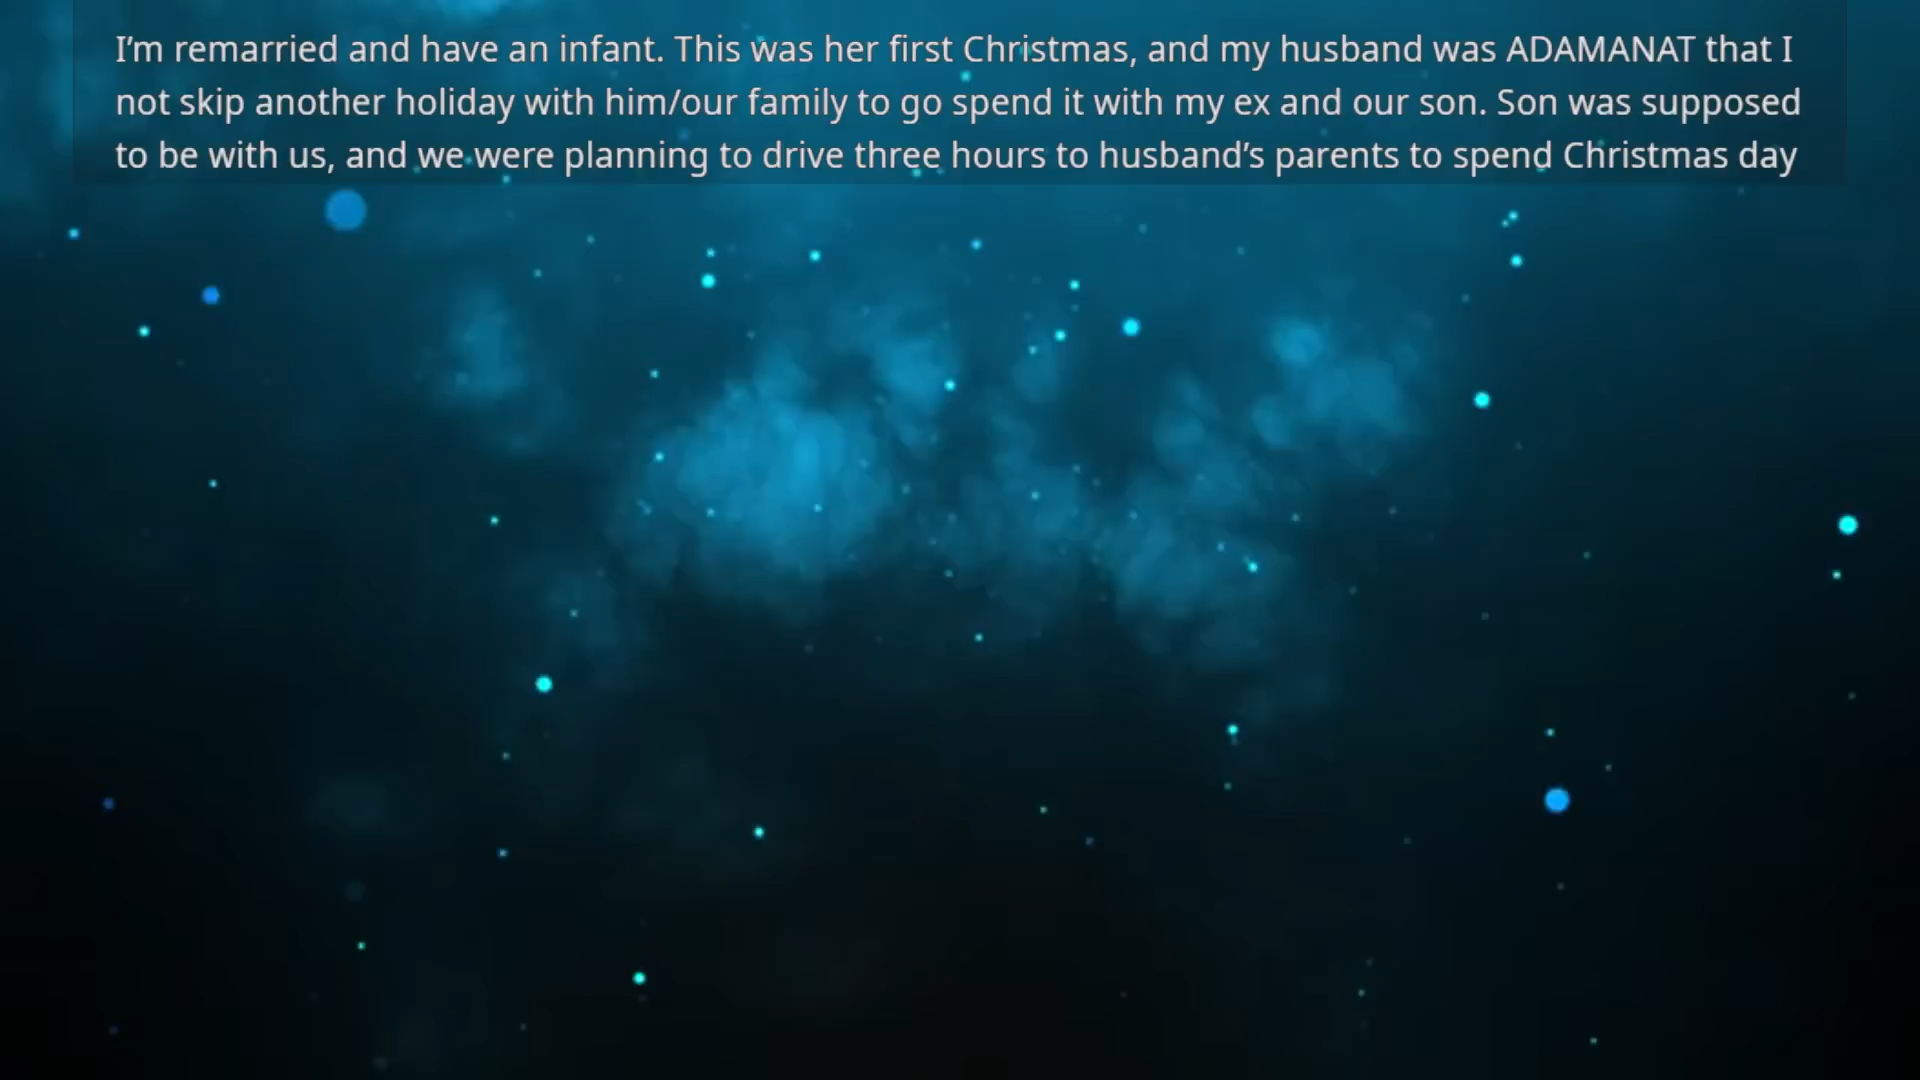 I’m remarried and have an infant. This was her first Christmas, and my husband was ADAMANAT that I
not skip another holiday with him/our family to go spend it with my ex and our son. Son was supposed
to be with us, and we were planning to drive three hours to husband’s parents to spend Christmas day